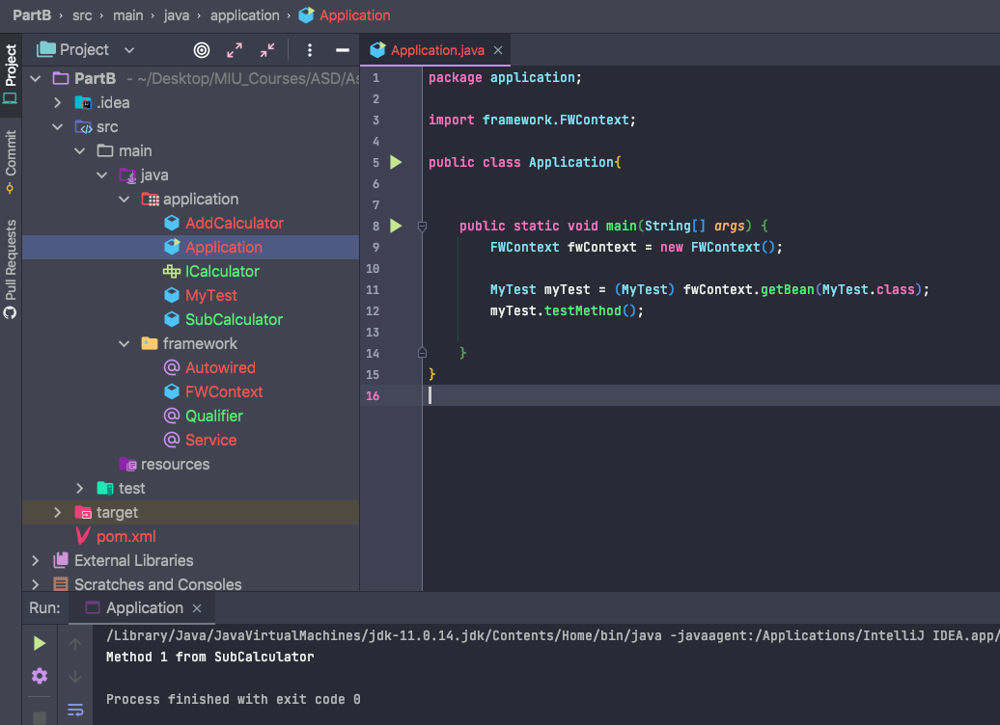 PartB › src › main › java › application › Application
Project
Commit
Pull Requests
Project
PartB - ~/Desktop/MIU_Courses/ASD/As
.idea
src
main
java
application
AddCalculator
Application
ICalculator
MyTest
SubCalculator
framework
Autowired
FWContext
Qualifier
Service
resources
test
target
pom.xml
External Libraries
Scratches and Consoles
Application.java ×
1 package application;
2
3 import framework.FWContext;
4
5 public class Application{
6
7
8 public static void main(String[] args) {
9 FWContext fwContext = new FWContext();
10
11 MyTest myTest = (MyTest) fwContext.getBean(MyTest.class);
12 myTest.testMethod();
13
14 }
15 }
16
Run: Application ×
/Library/Java/JavaVirtualMachines/jdk-11.0.14.jdk/Contents/Home/bin/java -javaagent:/Applications/IntelliJ IDEA.app/
Method 1 from SubCalculator
Process finished with exit code 0